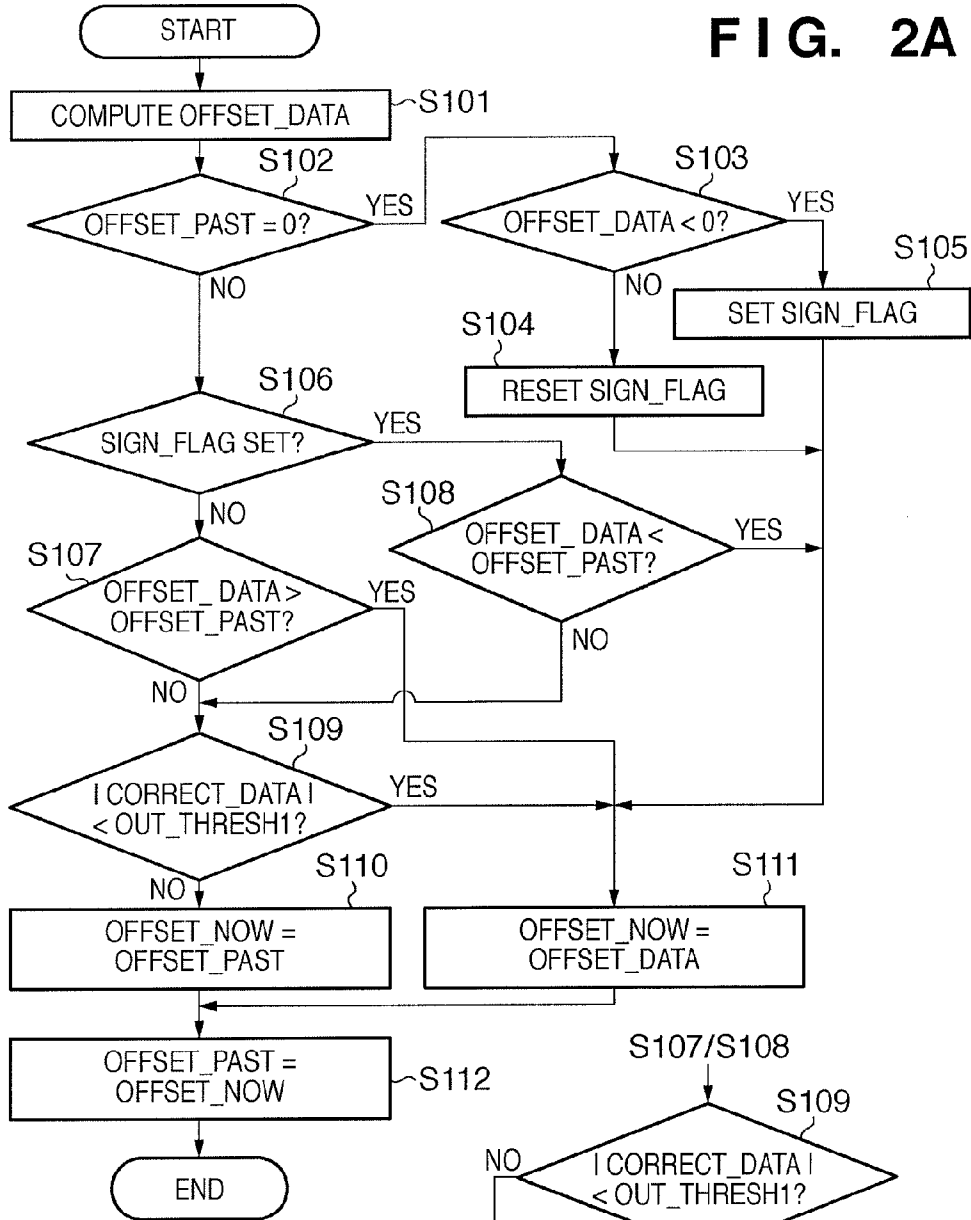 FIG. 2A
START
COMPUTE OFFSET_DATA
S101
S102
OFFSET_PAST = 0?
YES
NO
S103
OFFSET_DATA < 0?
YES
NO
S105
SET SIGN_FLAG
S104
RESET SIGN_FLAG
S106
SIGN_FLAG SET?
YES
NO
S108
OFFSET_ DATA <
OFFSET_PAST?
YES
NO
S107
OFFSET_ DATA >
OFFSET_PAST?
YES
NO
S109
| CORRECT_DATA |
< OUT_THRESH1?
YES
NO
S110
OFFSET_NOW =
OFFSET_PAST
S111
OFFSET_NOW =
OFFSET_DATA
OFFSET_PAST =
OFFSET_NOW
S112
END
S107/S108
S109
| CORRECT_DATA |
< OUT_THRESH1?
NO